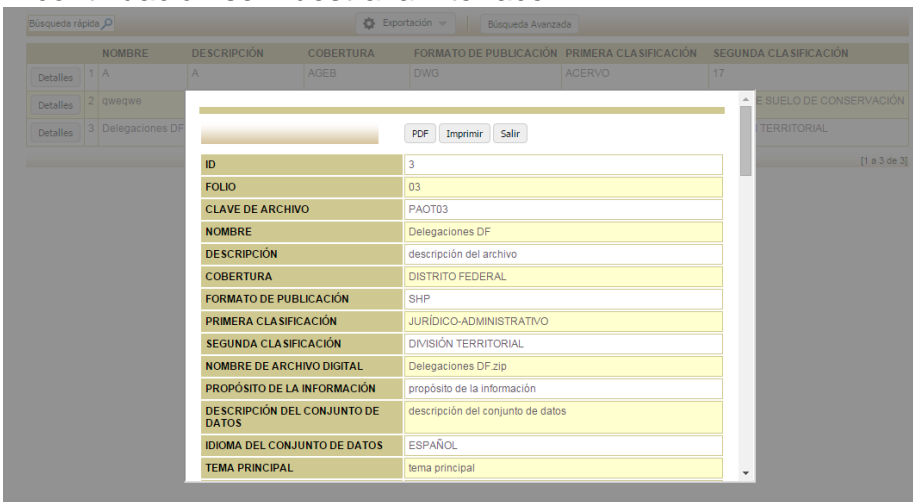 Búsqueda rápida Exportación Búsqueda Avanzada
NOMBRE DESCRIPCIÓN COBERTURA FORMATO DE PUBLICACIÓN PRIMERA CLASIFICACIÓN SEGUNDA CLASIFICACIÓN
Detalles 1 A A AGEB DWG ACERVO 17
Detalles 2 qweqwe E SUELO DE CONSERVACIÓN
Detalles 3 Delegaciones DF TERRITORIAL
[1 a 3 de 3]
PDF Imprimir Salir
ID 3
FOLIO 03
CLAVE DE ARCHIVO PAOT03
NOMBRE Delegaciones DF
DESCRIPCIÓN descripción del archivo
COBERTURA DISTRITO FEDERAL
FORMATO DE PUBLICACIÓN SHP
PRIMERA CLASIFICACIÓN JURÍDICO-ADMINISTRATIVO
SEGUNDA CLASIFICACIÓN DIVISIÓN TERRITORIAL
NOMBRE DE ARCHIVO DIGITAL Delegaciones DF.zip
PROPÓSITO DE LA INFORMACIÓN propósito de la información
DESCRIPCIÓN DEL CONJUNTO DE DATOS descripción del conjunto de datos
IDIOMA DEL CONJUNTO DE DATOS ESPAÑOL
TEMA PRINCIPAL tema principal